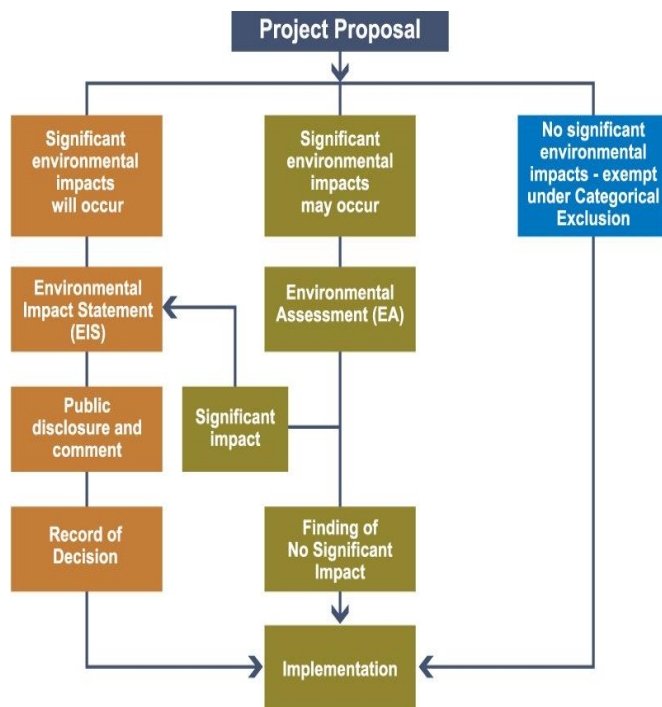 Project Proposal
Significant
environmental
impacts
will occur
Significant
environmental
impacts
may occur
No significant
environmental
impacts - exempt
under Categorical
Exclusion
Environmental
Impact Statement
(EIS)
Environmental
Assessment (EA)
Public
disclosure and
comment
Significant
impact
Record of
Decision
Finding of
No Significant
Impact
Implementation